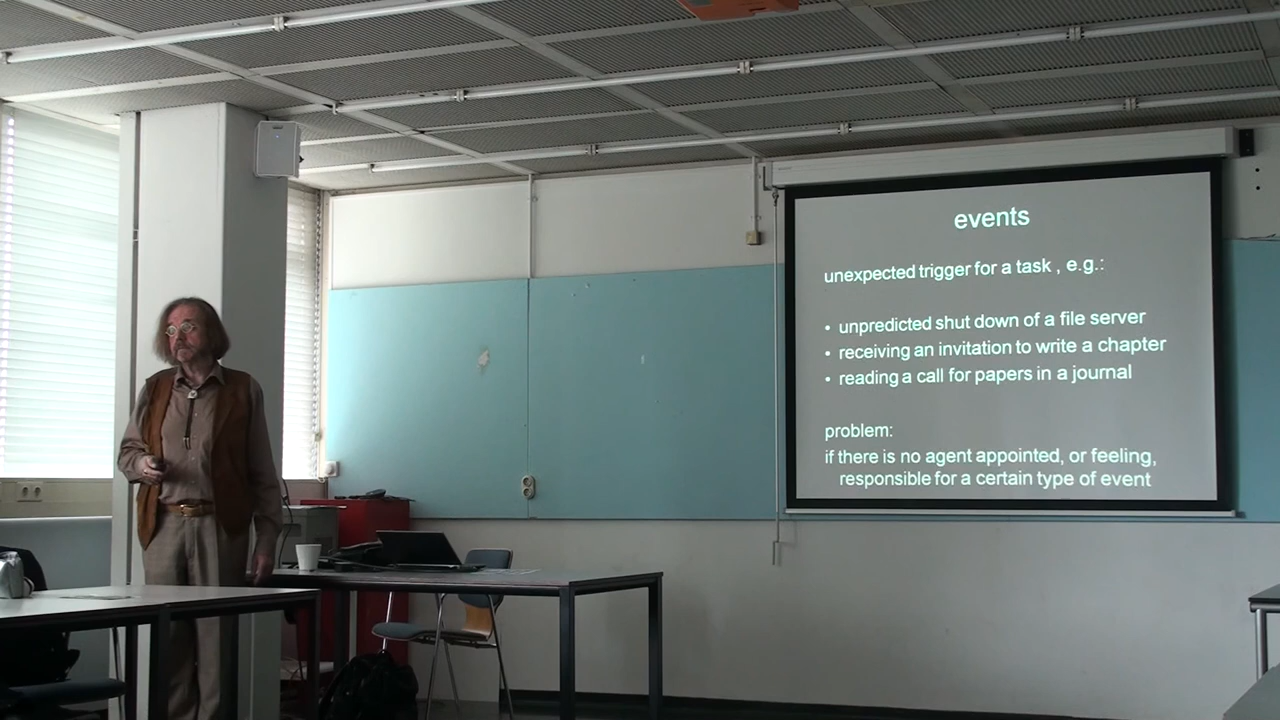 events
unexpected trigger for a task , e.g.:
• unpredicted shut down of a file server
• receiving an invitation to write a chapter
• reading a call for papers in a journal
problem:
if there is no agent appointed, or feeling,
responsible for a certain type of event